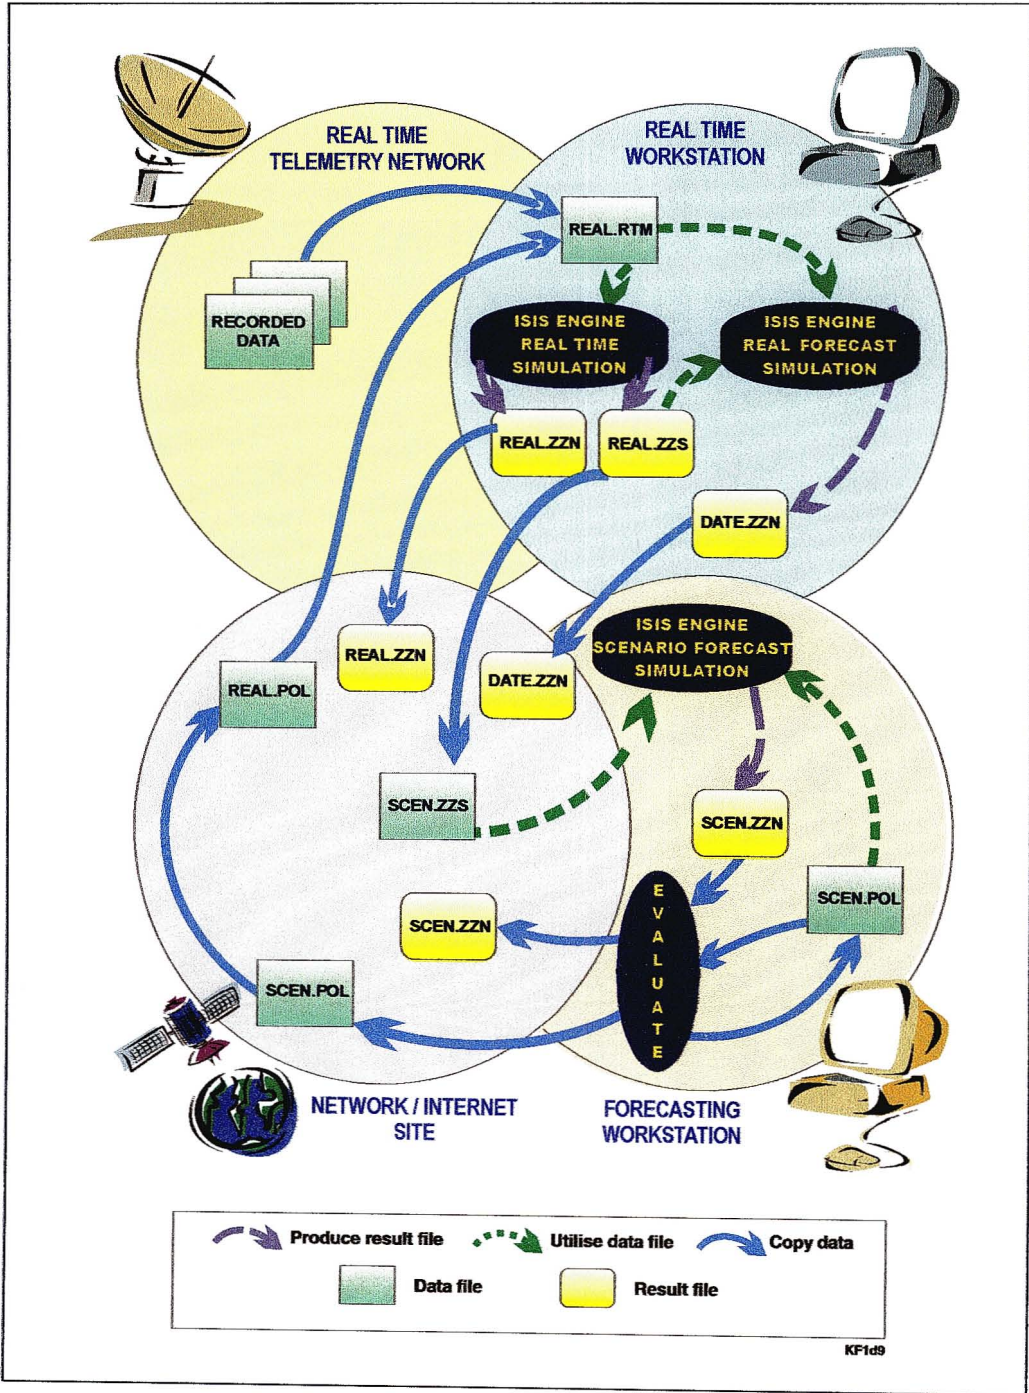 REAL TIME
TELEMETRY NETWORK
REAL TIME
WORKSTATION
REAL.RTM
RECORDED
DATA
ISIS ENGINE
REAL TIME
SIMULATION
ISIS ENGINE
REAL FORECAST
SIMULATION
REAL.ZZN
REAL.ZZS
DATE.ZZN
ISIS ENGINE
SCENARIO FORECAST
SIMULATION
REAL.ZZN
DATE.ZZN
REAL.POL
SCEN.ZZS
SCEN.ZZN
SCEN.POL
SCEN.ZZN
EVALUATE
SCEN.POL
NETWORK / INTERNET
SITE
FORECASTING
WORKSTATION
Produce result file
Utilise data file
Copy data
Data file
Result file
KF1d9